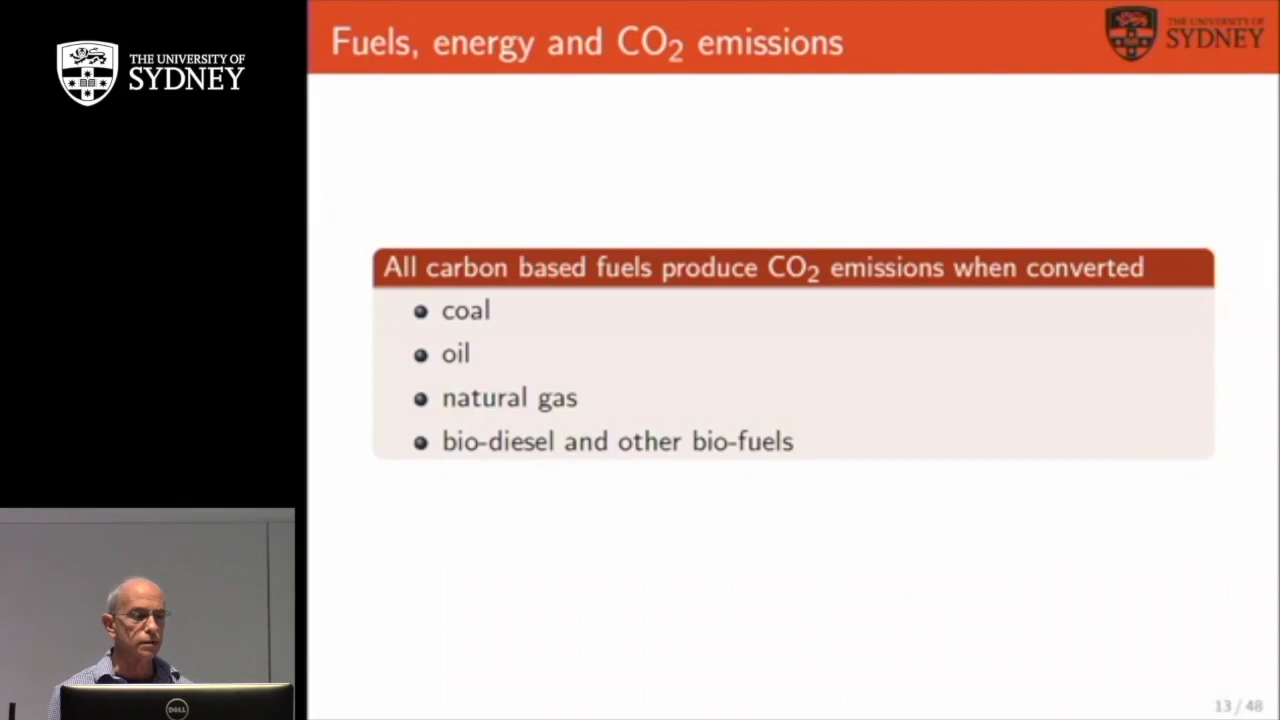 THE UNIVERSITY OF
SYDNEY
Fuels, energy and CO₂ emissions
THE UNIVERSITY OF
SYDNEY
All carbon based fuels produce CO₂ emissions when converted
coal
oil
natural gas
bio-diesel and other bio-fuels
DELL
13 / 48